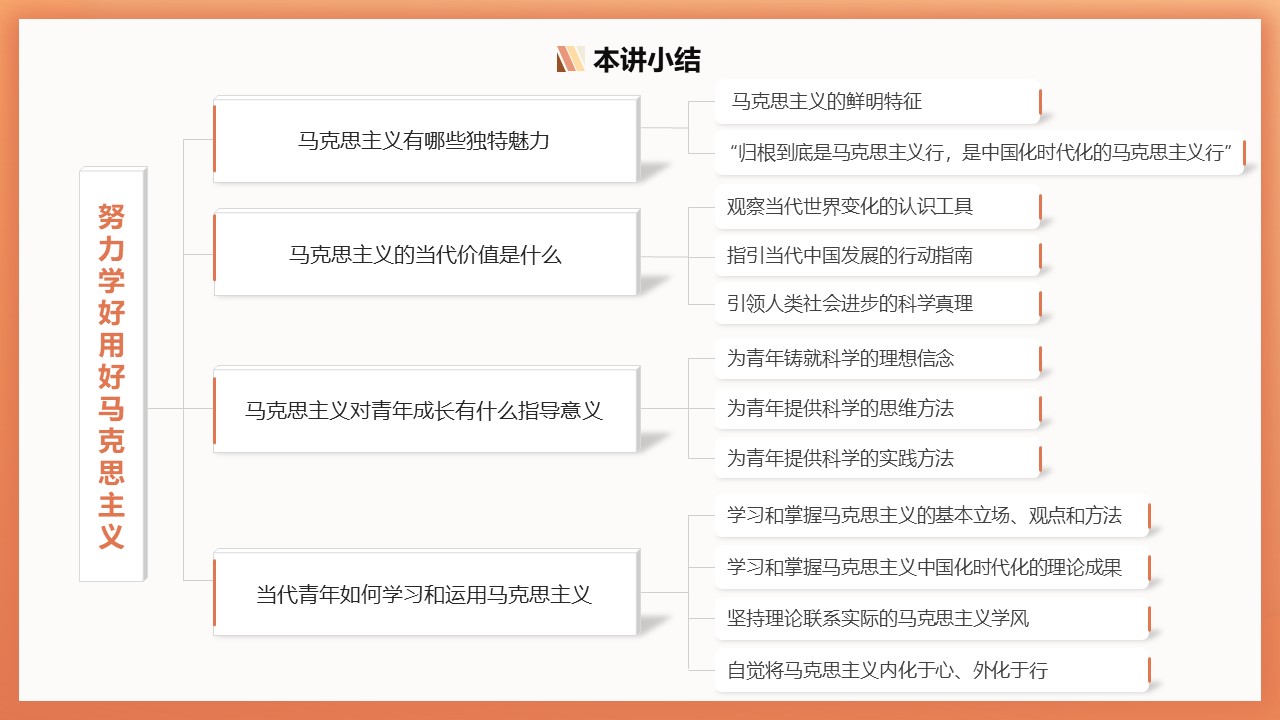 本讲小结
努力学好用好马克思主义
马克思主义有哪些独特魅力
马克思主义的鲜明特征
“归根到底是马克思主义行，是中国化时代化的马克思主义行”
马克思主义的当代价值是什么
观察当代世界变化的认识工具
指引当代中国发展的行动指南
引领人类社会进步的科学真理
马克思主义对青年成长有什么指导意义
为青年铸就科学的理想信念
为青年提供科学的思维方法
为青年提供科学的实践方法
当代青年如何学习和运用马克思主义
学习和掌握马克思主义的基本立场、观点和方法
学习和掌握马克思主义中国化时代化的理论成果
坚持理论联系实际的马克思主义学风
自觉将马克思主义内化于心、外化于行